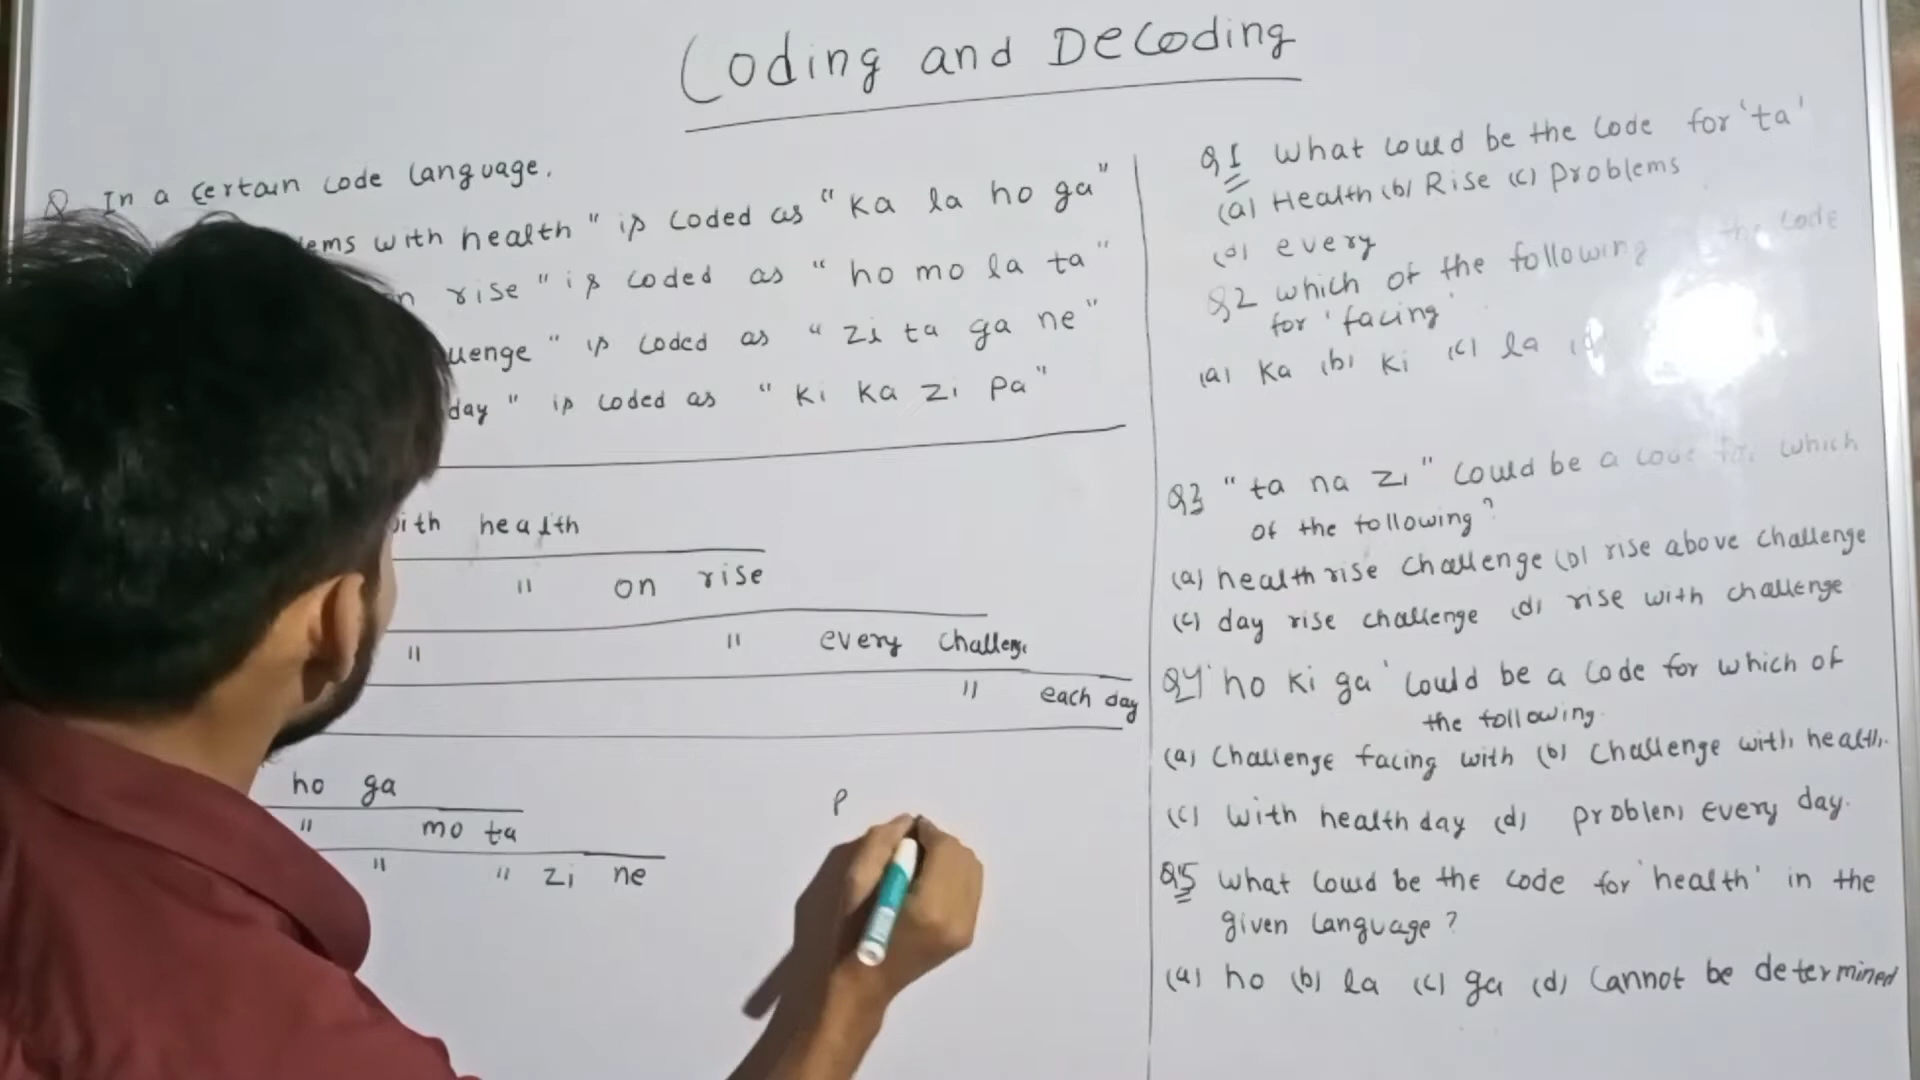 Coding and Decoding
Q In a certain code language.
ems with health" is coded as "ka la ho ga"
n rise" is coded as "ho mo la ta"
uenge" is coded as "zi ta ga ne"
day" is coded as "ki ka zi pa"
ith health
" on rise
" " every challenge
" each day
ho ga
" mo ta
" " zi ne
P
Q1 What could be the code for 'ta'
(a) Health (b) Rise (c) Problems
(d) every
Q2 which of the following the code
for 'facing'
(a) ka (b) ki (c) la
Q3 "ta na zi" could be a code for which
of the following?
(a) health rise challenge (b) rise above challenge
(c) day rise challenge (d) rise with challenge
Q4 'ho ki ga' could be a code for which of
the following.
(a) challenge facing with (b) challenge with health.
(c) with health day (d) problem every day.
Q5 what could be the code for 'health' in the
given language?
(a) ho (b) la (c) ga (d) Cannot be determined